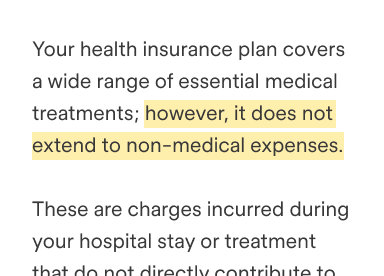 Your health insurance plan covers
a wide range of essential medical
treatments; however, it does not
extend to non-medical expenses.
These are charges incurred during
your hospital stay or treatment
that do not directly contribute to